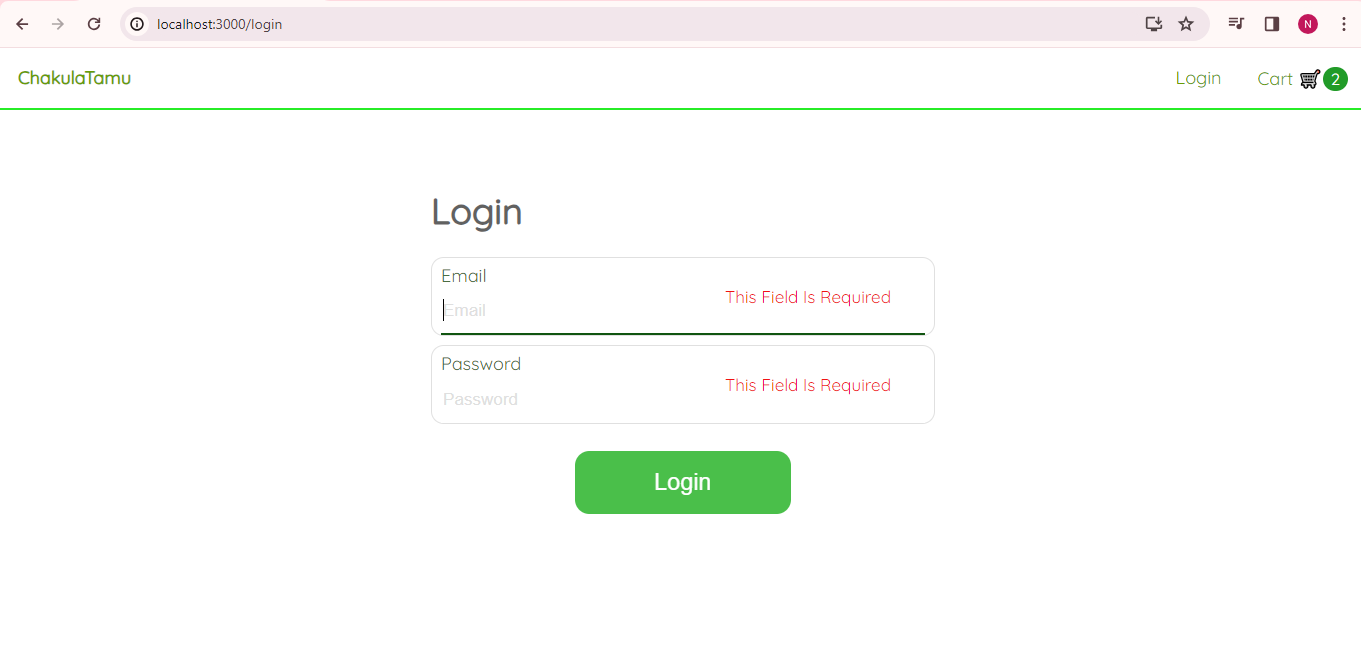 localhost:3000/login
N
ChakulaTamu
Login
Cart 2
Login
Email
Email
This Field Is Required
Password
Password
This Field Is Required
Login